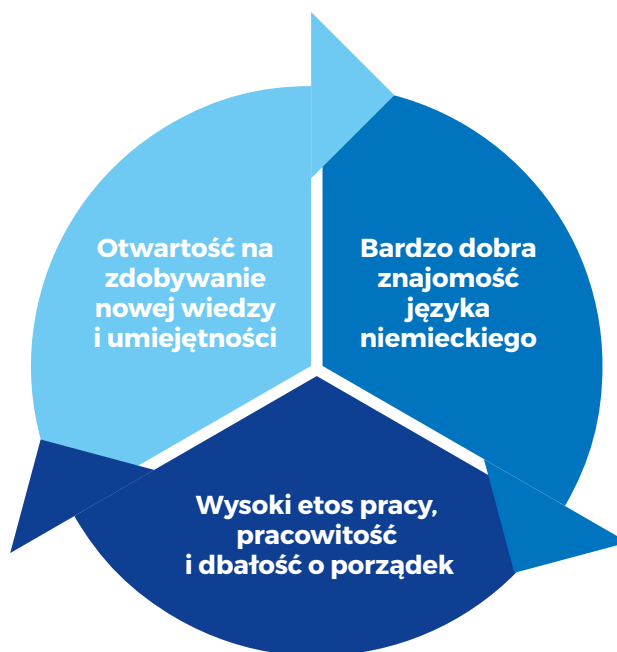 Otwartość na
zdobywanie
nowej wiedzy
i umiejętności
Bardzo dobra
znajomość
języka
niemieckiego
Wysoki etos pracy,
pracowitość
i dbałość o porządek